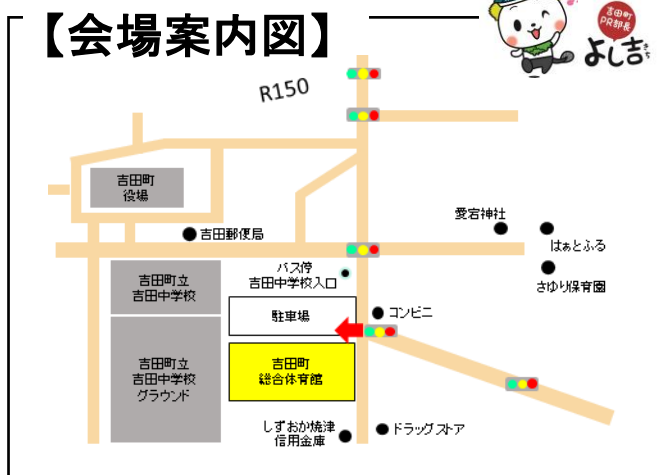 【会場案内図】
吉田町
PR部長
よし吉
きち
R150
吉田町
役場
愛宕神社
吉田郵便局
はぁとふる
バス停
吉田中学校入口
さゆり保育園
吉田町立
吉田中学校
駐車場
コンビニ
吉田町立
吉田中学校
グラウンド
吉田町
総合体育館
しずおか焼津
信用金庫
ドラッグストア